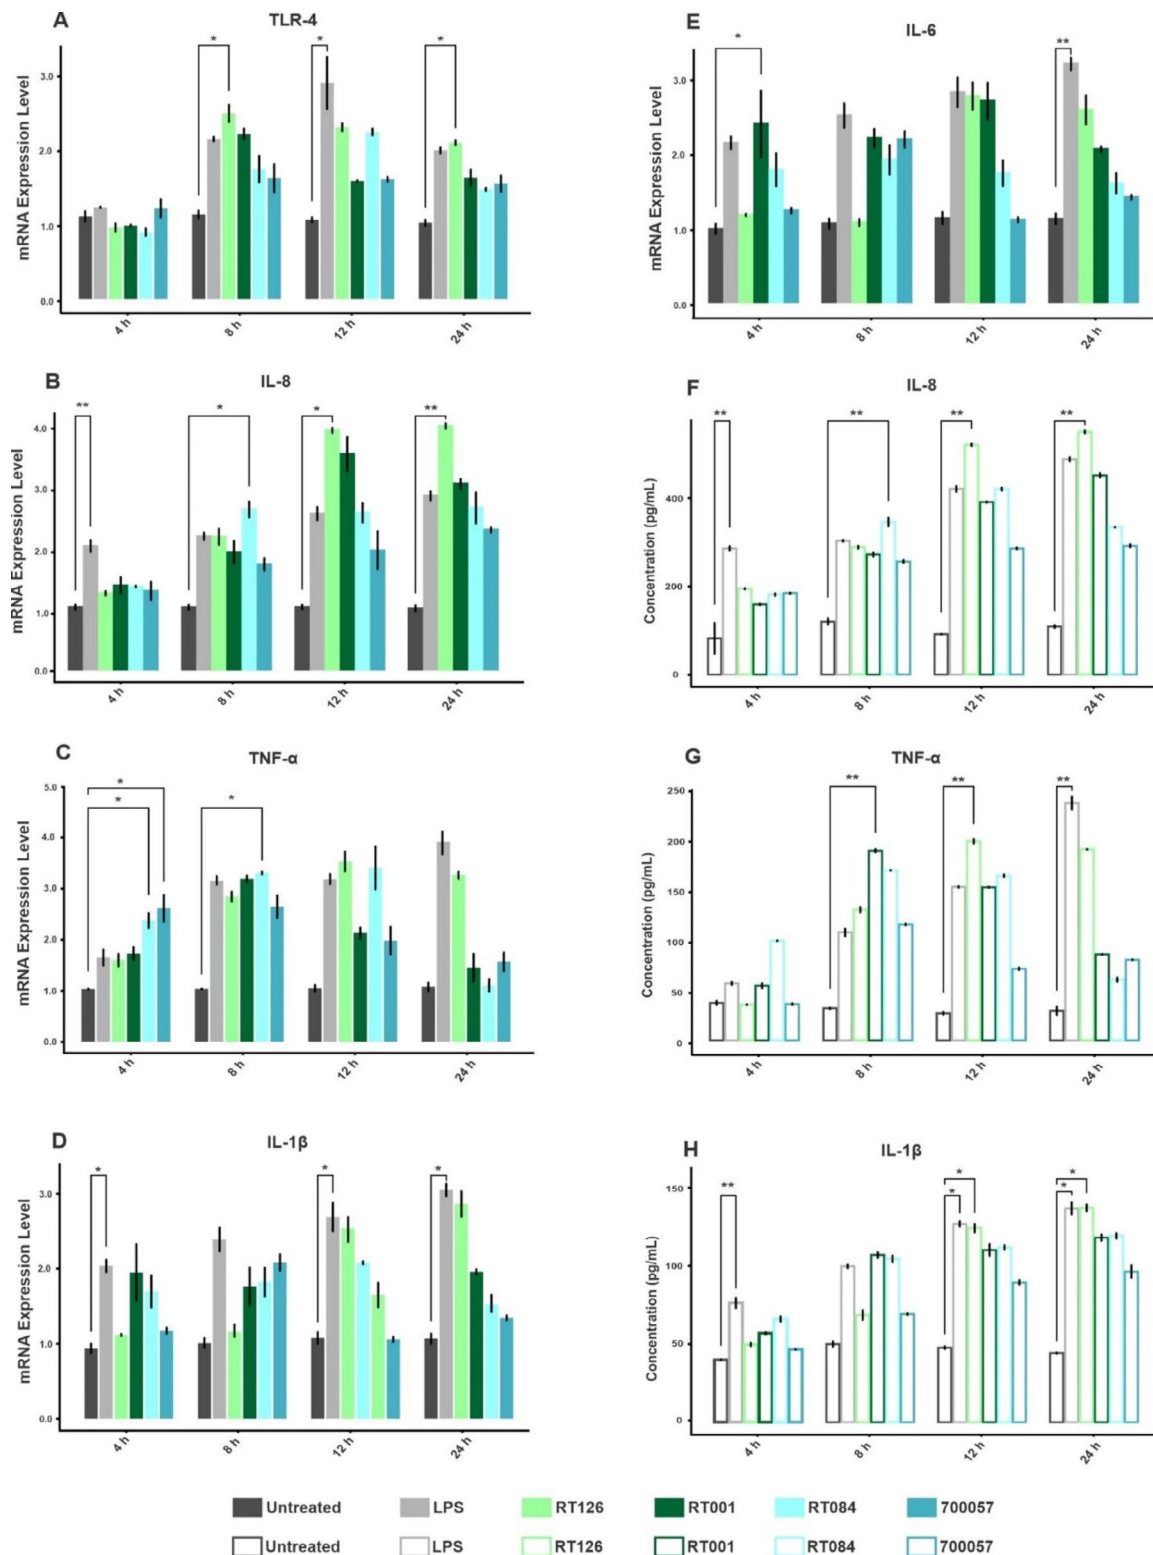 A
TLR-4
mRNA Expression Level
3.0
2.0
1.0
0.0
*
*
*
4 h
8 h
12 h
24 h
E
IL-6
mRNA Expression Level
3.0
2.0
1.0
0.0
*
**
4 h
8 h
12 h
24 h
B
IL-8
mRNA Expression Level
4.0
3.0
2.0
1.0
0.0
**
*
*
**
4 h
8 h
12 h
24 h
F
IL-8
Concentration (pg/mL)
400
200
0
**
**
**
**
4 h
8 h
12 h
24 h
C
TNF-α
mRNA Expression Level
5.0
4.0
3.0
2.0
1.0
0.0
*
*
*
4 h
8 h
12 h
24 h
G
TNF-α
Concentration (pg/mL)
250
200
150
100
50
0
**
**
**
4 h
8 h
12 h
24 h
D
IL-1β
mRNA Expression Level
3.0
2.0
1.0
0.0
*
*
*
4 h
8 h
12 h
24 h
H
IL-1β
Concentration (pg/mL)
150
100
50
0
**
*
*
*
*
4 h
8 h
12 h
24 h
Untreated LPS RT126 RT001 RT084 700057
Untreated LPS RT126 RT001 RT084 700057